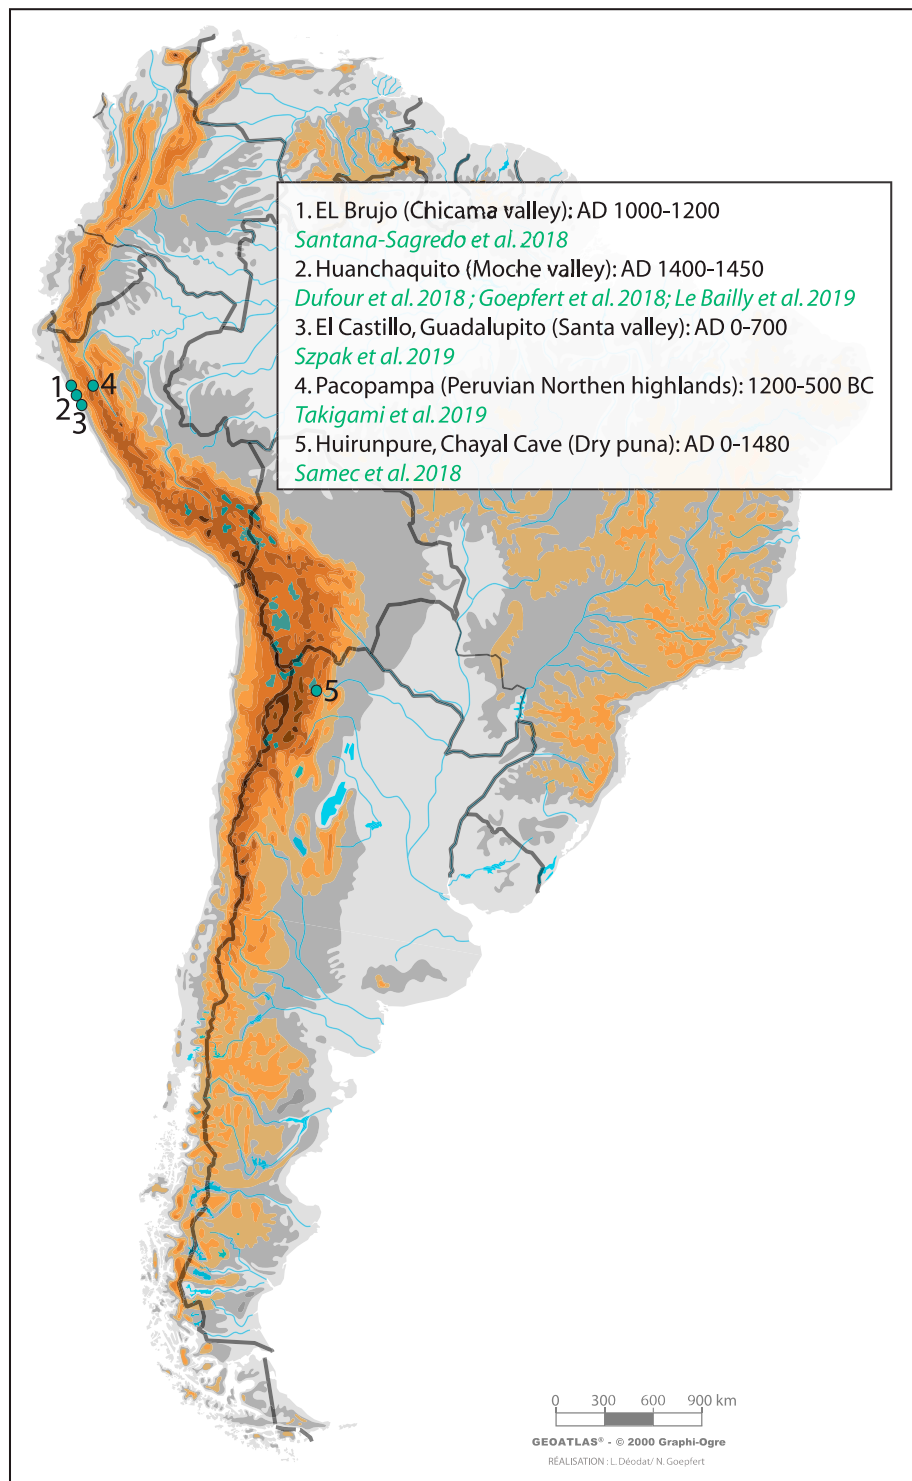 1. EL Brujo (Chicama valley): AD 1000-1200
Santana-Sagredo et al. 2018
2. Huanchaquito (Moche valley): AD 1400-1450
Dufour et al. 2018 ; Goepfert et al. 2018; Le Bailly et al. 2019
3. El Castillo, Guadalupito (Santa valley): AD 0-700
Szpak et al. 2019
4. Pacopampa (Peruvian Northen highlands): 1200-500 BC
Takigami et al. 2019
5. Huirunpure, Chayal Cave (Dry puna): AD 0-1480
Samec et al. 2018
1
4
2
3
5
0 300 600 900 km
GEOATLAS® - © 2000 Graphi-Ogre
RÉALISATION : L. Déodat/ N. Goepfert